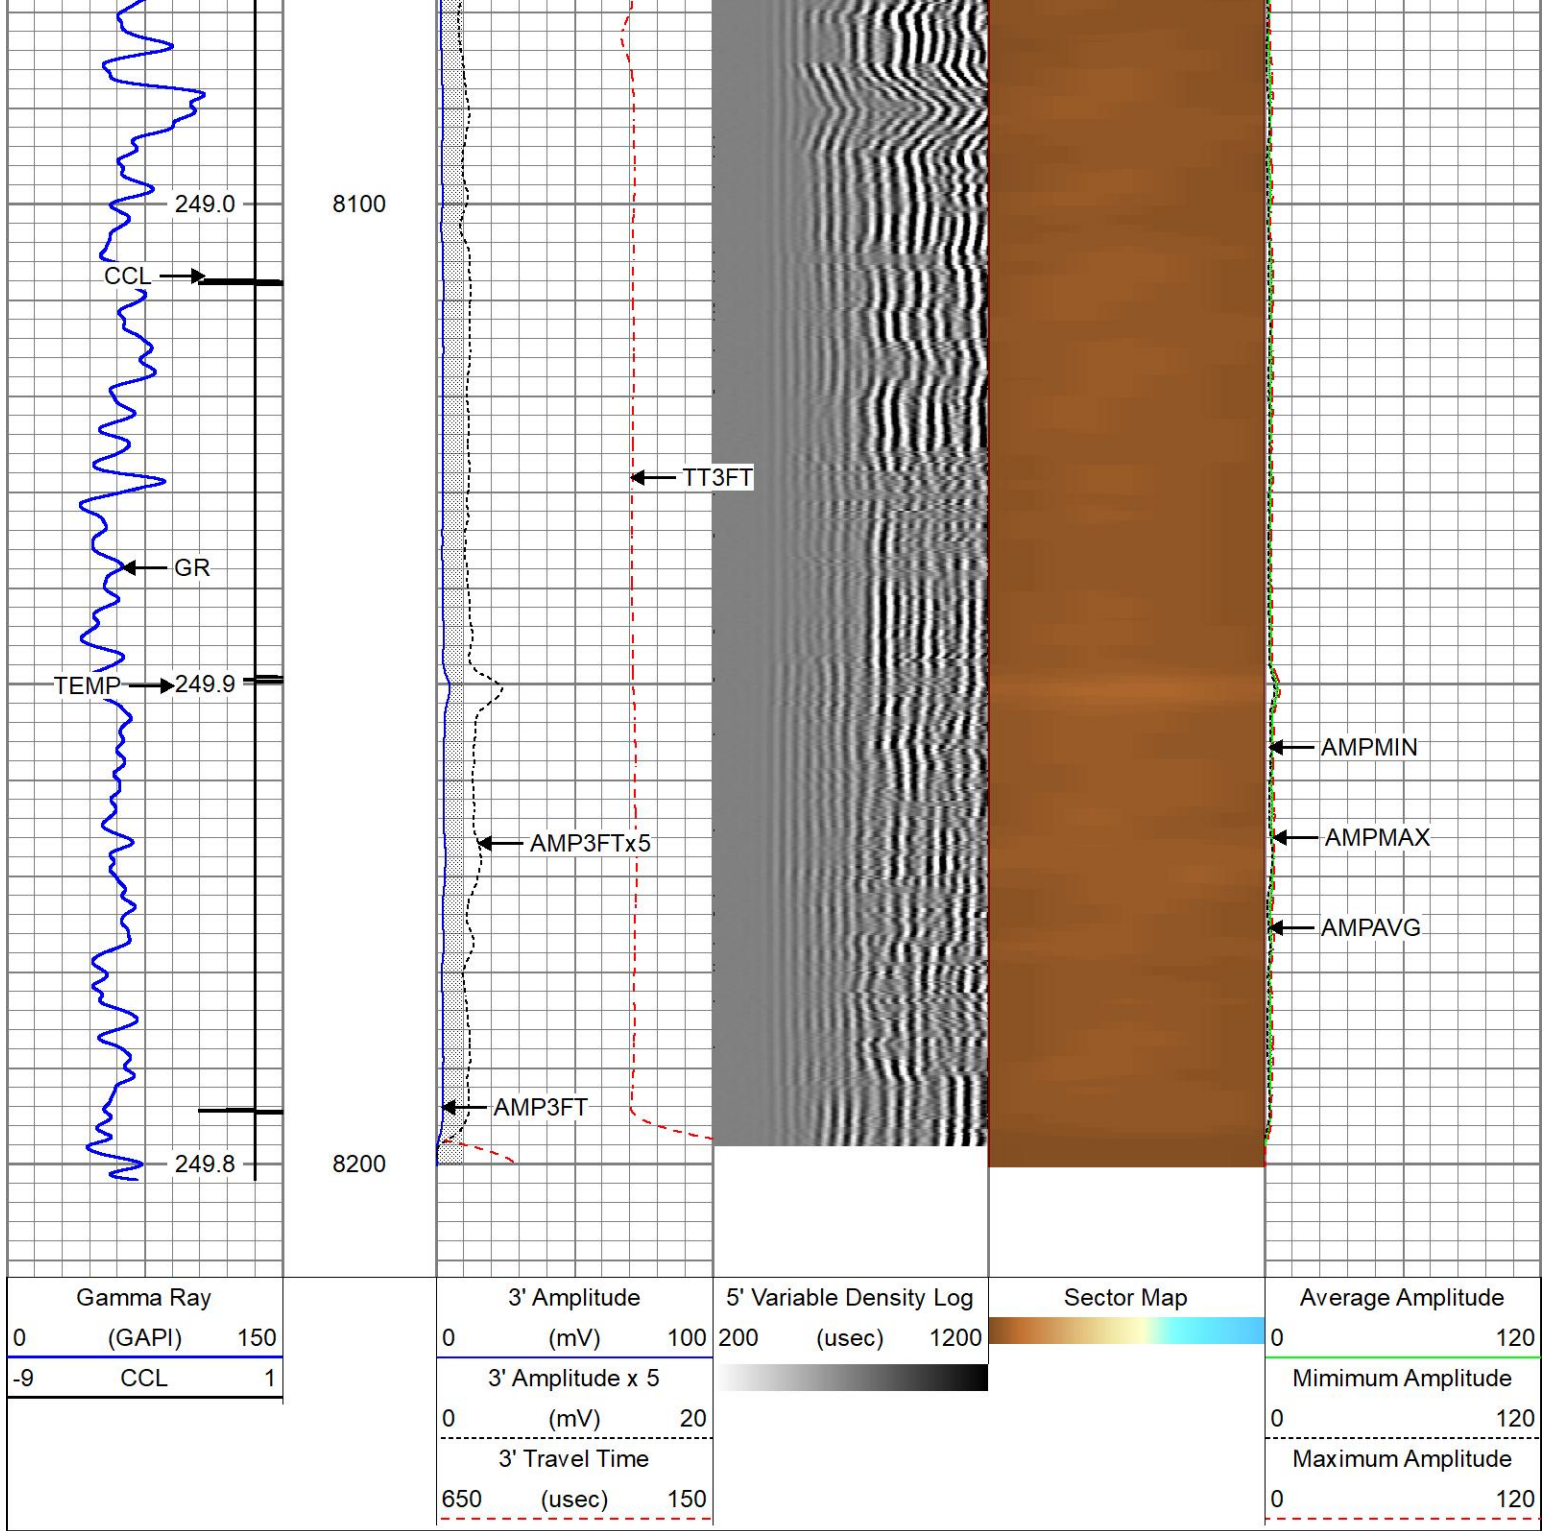 249.0
8100
CCL
TT3FT
GR
TEMP
249.9
AMPMIN
AMPMAX
AMP3FTx5
AMPAVG
AMP3FT
249.8
8200
Gamma Ray
0 (GAPI) 150
-9 CCL 1
3' Amplitude
0 (mV) 100
3' Amplitude x 5
0 (mV) 20
3' Travel Time
650 (usec) 150
5' Variable Density Log
200 (usec) 1200
Sector Map
Average Amplitude
0 120
Mimimum Amplitude
0 120
Maximum Amplitude
0 120